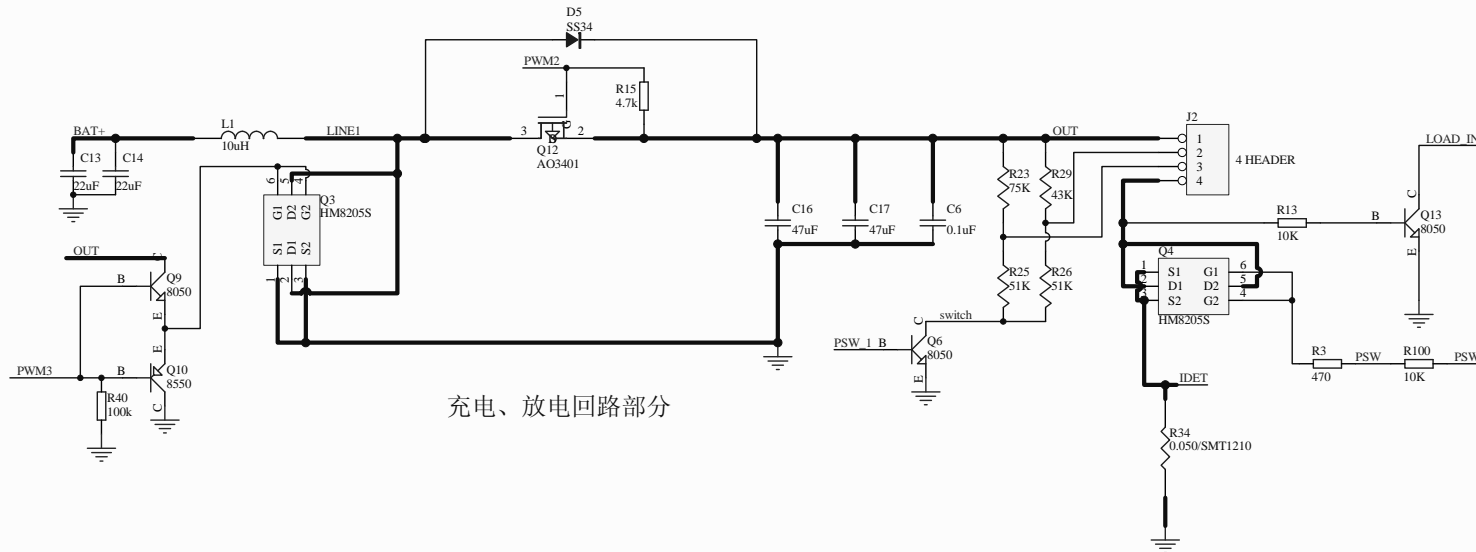 D5
SS34
PWM2
R15
4.7k
1
G
D
3
2
Q12
AO3401
BAT+
L1
10uH
LINE1
C13
22uF
C14
22uF
6
5
4
Q3
HM8205S
G1
D2
G2
S1
D1
S2
1
2
3
OUT
C
B
Q9
8050
E
E
PWM3
B
Q10
8550
C
R40
100k
充电、放电回路部分
C16
47uF
C17
47uF
C6
0.1uF
OUT
R23
75K
R29
43K
R25
51K
R26
51K
switch
PSW_1
B
C
Q6
8050
E
J2
1
2
3
4
4 HEADER
R13
10K
B
C
Q13
8050
E
LOAD_IN
Q4
1
2
3
S1
D1
S2
G1
D2
G2
6
5
4
HM8205S
R3
470
PSW
R100
10K
PSW
IDET
R34
0.050/SMT1210